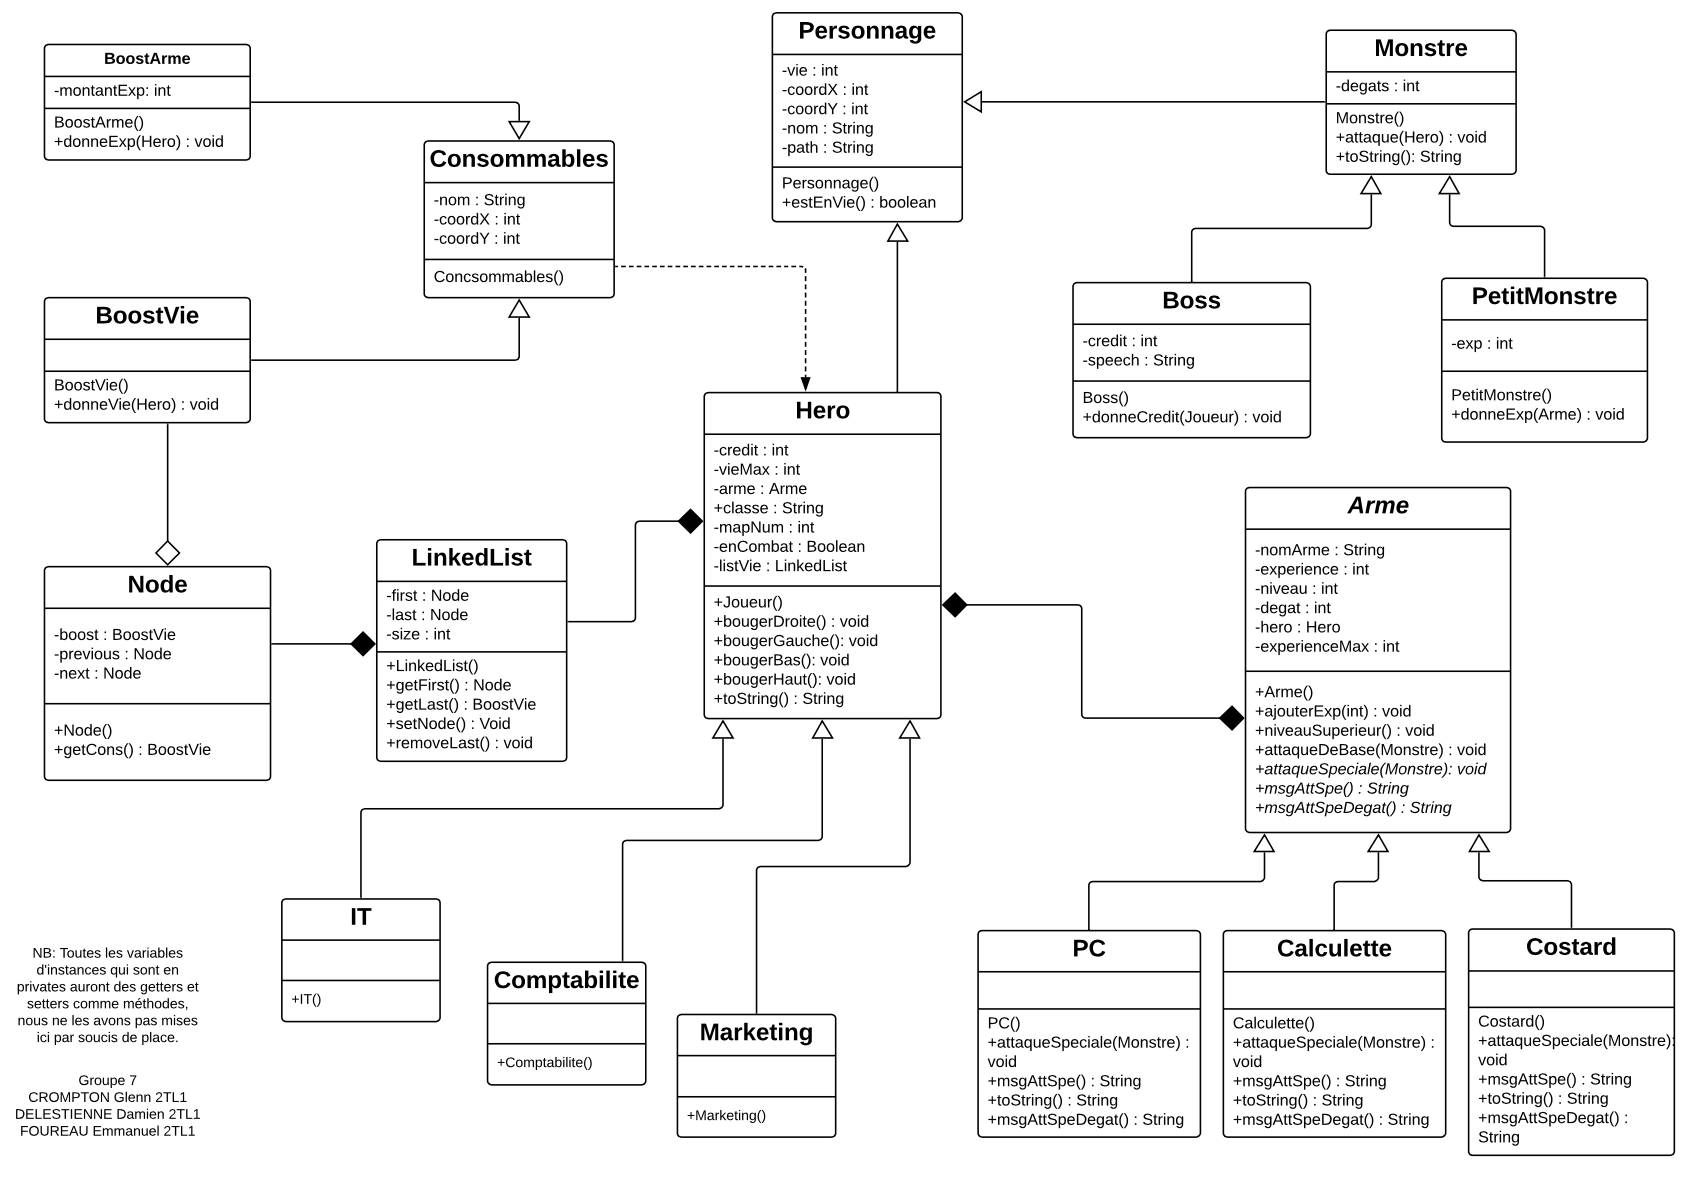 BoostArme
-montantExp: int
BoostArme()
+donneExp(Hero) : void
Consommables
-nom : String
-coordX : int
-coordY : int
Concsommables()
BoostVie
BoostVie()
+donneVie(Hero) : void
Personnage
-vie : int
-coordX : int
-coordY : int
-nom : String
-path : String
Personnage()
+estEnVie() : boolean
Monstre
-degats : int
Monstre()
+attaque(Hero) : void
+toString(): String
Boss
-credit : int
-speech : String
Boss()
+donneCredit(Joueur) : void
PetitMonstre
-exp : int
PetitMonstre()
+donneExp(Arme) : void
Hero
-credit : int
-vieMax : int
-arme : Arme
+classe : String
-mapNum : int
-enCombat : Boolean
-listVie : LinkedList
+Joueur()
+bougerDroite() : void
+bougerGauche(): void
+bougerBas(): void
+bougerHaut(): void
+toString() : String
Node
-boost : BoostVie
-previous : Node
-next : Node
+Node()
+getCons() : BoostVie
LinkedList
-first : Node
-last : Node
-size : int
+LinkedList()
+getFirst() : Node
+getLast() : BoostVie
+setNode() : Void
+removeLast() : void
Arme
-nomArme : String
-experience : int
-niveau : int
-degat : int
-hero : Hero
-experienceMax : int
+Arme()
+ajouterExp(int) : void
+niveauSuperieur() : void
+attaqueDeBase(Monstre) : void
+attaqueSpeciale(Monstre): void
+msgAttSpe() : String
+msgAttSpeDegat() : String
IT
+IT()
Comptabilite
+Comptabilite()
Marketing
+Marketing()
PC
PC()
+attaqueSpeciale(Monstre) :
void
+msgAttSpe() : String
+toString() : String
+msgAttSpeDegat() : String
Calculette
Calculette()
+attaqueSpeciale(Monstre) :
void
+msgAttSpe() : String
+toString() : String
+msgAttSpeDegat() : String
Costard
Costard()
+attaqueSpeciale(Monstre):
void
+msgAttSpe() : String
+toString() : String
+msgAttSpeDegat() :
String
NB: Toutes les variables
d'instances qui sont en
privates auront des getters et
setters comme méthodes,
nous ne les avons pas mises
ici par soucis de place.
Groupe 7
CROMPTON Glenn 2TL1
DELESTIENNE Damien 2TL1
FOUREAU Emmanuel 2TL1